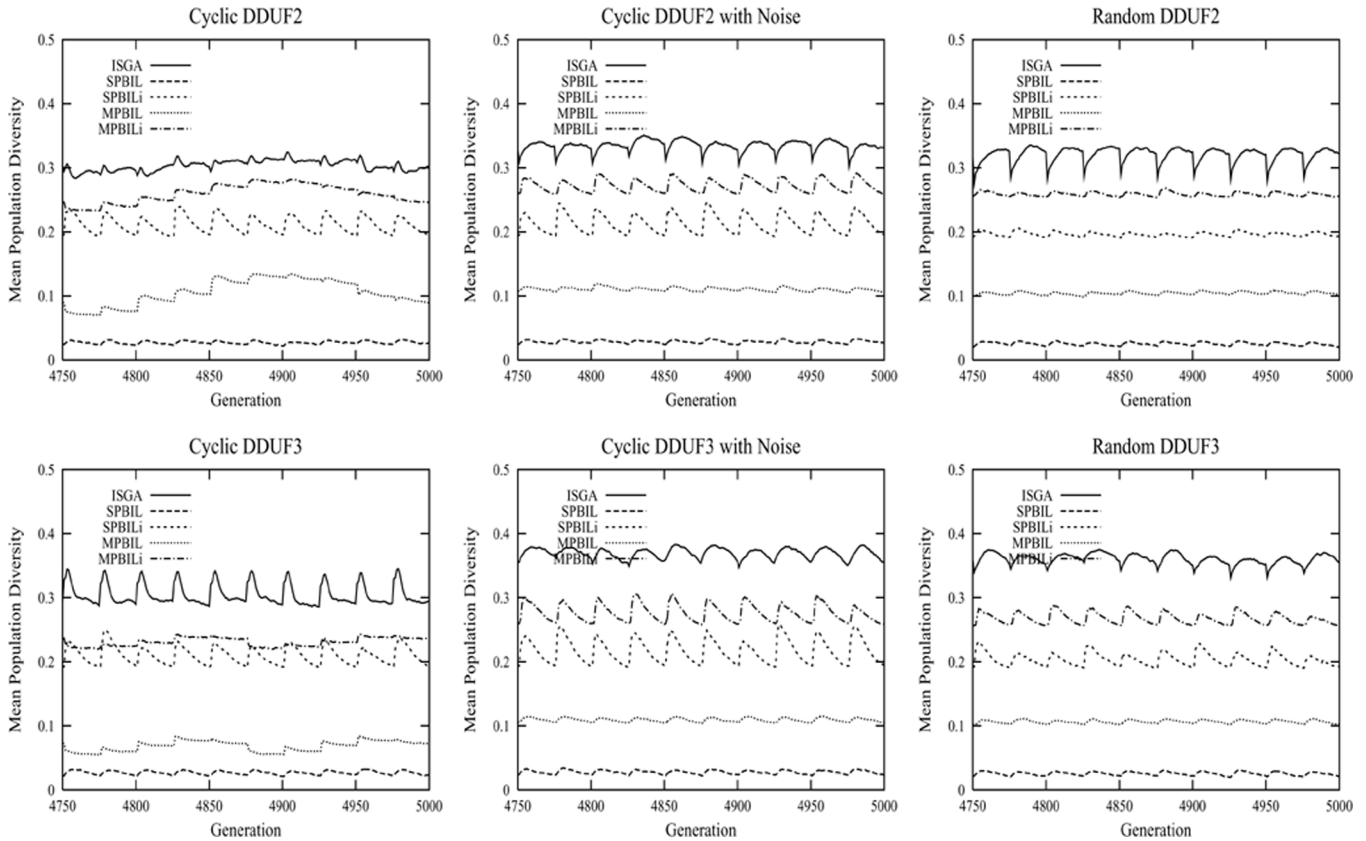 Cyclic DDUF2
0.5
0.4
0.3
0.2
0.1
0
Mean Population Diversity
ISGA
SPBIL
SPBILi
MPBIL
MPBILi
4750 4800 4850 4900 4950 5000
Generation
Cyclic DDUF2 with Noise
0.5
0.4
0.3
0.2
0.1
0
Mean Population Diversity
ISGA
SPBIL
SPBILi
MPBIL
MPBILi
4750 4800 4850 4900 4950 5000
Generation
Random DDUF2
0.5
0.4
0.3
0.2
0.1
0
Mean Population Diversity
ISGA
SPBIL
SPBILi
MPBIL
MPBILi
4750 4800 4850 4900 4950 5000
Generation
Cyclic DDUF3
0.5
0.4
0.3
0.2
0.1
0
Mean Population Diversity
ISGA
SPBIL
SPBILi
MPBIL
MPBILi
4750 4800 4850 4900 4950 5000
Generation
Cyclic DDUF3 with Noise
0.5
0.4
0.3
0.2
0.1
0
Mean Population Diversity
ISGA
SPBIL
SPBILi
MPBIL
MPBILi
4750 4800 4850 4900 4950 5000
Generation
Random DDUF3
0.5
0.4
0.3
0.2
0.1
0
Mean Population Diversity
ISGA
SPBIL
SPBILi
MPBIL
MPBILi
4750 4800 4850 4900 4950 5000
Generation